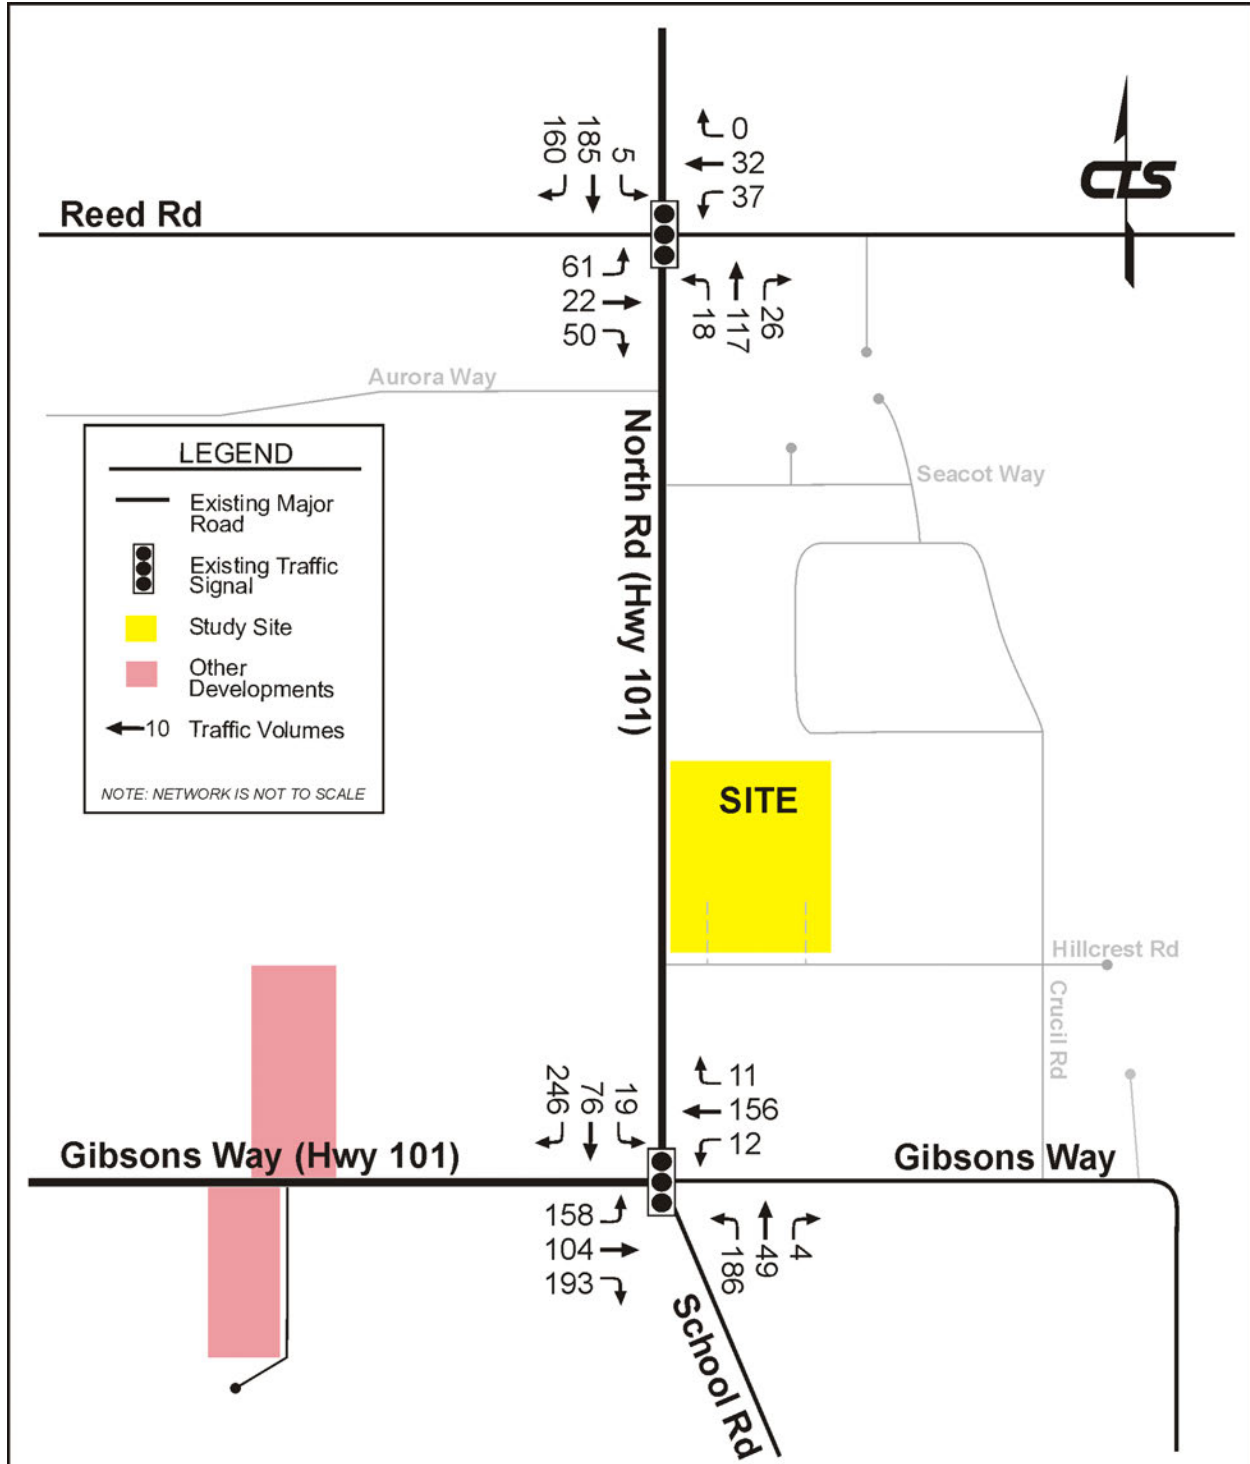 160
185
5
0
32
37
CTS
Reed Rd
61
22
50
18
117
26
Aurora Way
North Rd (Hwy 101)
Seacot Way
LEGEND
Existing Major
Road
Existing Traffic
Signal
Study Site
Other
Developments
10 Traffic Volumes
NOTE: NETWORK IS NOT TO SCALE
SITE
Hillcrest Rd
Crucil Rd
246
76
19
11
156
12
Gibsons Way (Hwy 101)
Gibsons Way
158
104
193
186
49
4
School Rd